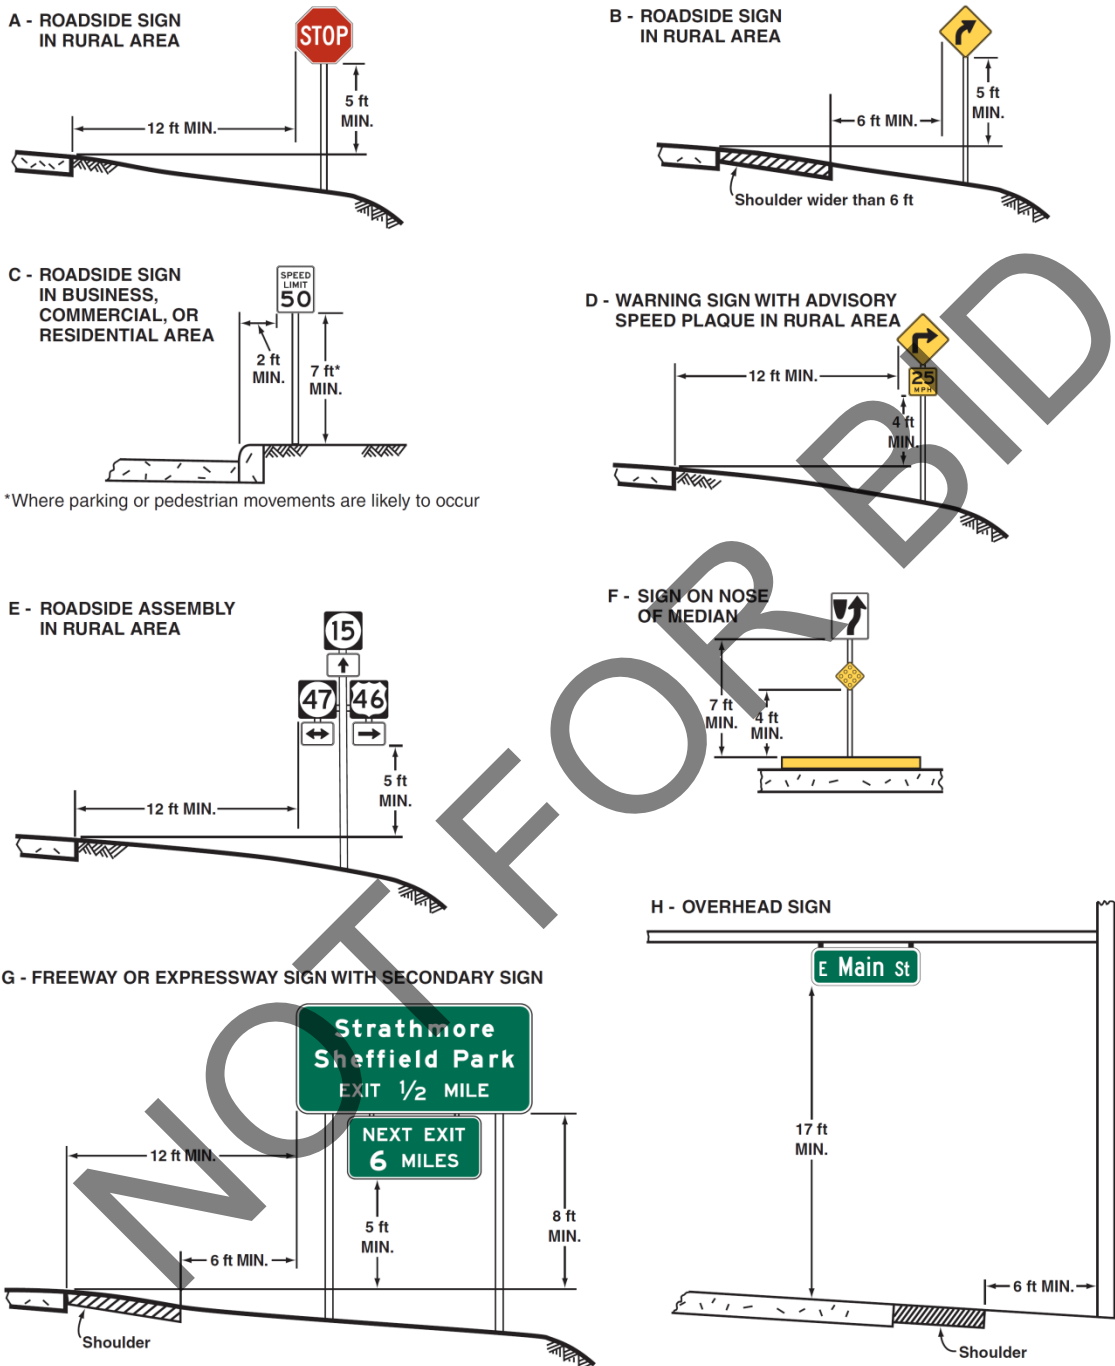 A - ROADSIDE SIGN
IN RURAL AREA
STOP
5 ft
MIN.
12 ft MIN.
B - ROADSIDE SIGN
IN RURAL AREA
5 ft
MIN.
6 ft MIN.
Shoulder wider than 6 ft
C - ROADSIDE SIGN
IN BUSINESS,
COMMERCIAL, OR
RESIDENTIAL AREA
SPEED
LIMIT
50
2 ft
MIN.
7 ft*
MIN.
*Where parking or pedestrian movements are likely to occur
D - WARNING SIGN WITH ADVISORY
SPEED PLAQUE IN RURAL AREA
12 ft MIN.
25
MPH
4 ft
MIN.
E - ROADSIDE ASSEMBLY
IN RURAL AREA
15
47
46
5 ft
MIN.
12 ft MIN.
F - SIGN ON NOSE
OF MEDIAN
7 ft
MIN.
4 ft
MIN.
G - FREEWAY OR EXPRESSWAY SIGN WITH SECONDARY SIGN
Strathmore
Sheffield Park
EXIT 1/2 MILE
NEXT EXIT
6 MILES
12 ft MIN.
5 ft
MIN.
8 ft
MIN.
6 ft MIN.
Shoulder
H - OVERHEAD SIGN
E Main St
17 ft
MIN.
6 ft MIN.
Shoulder
NOT FOR BID